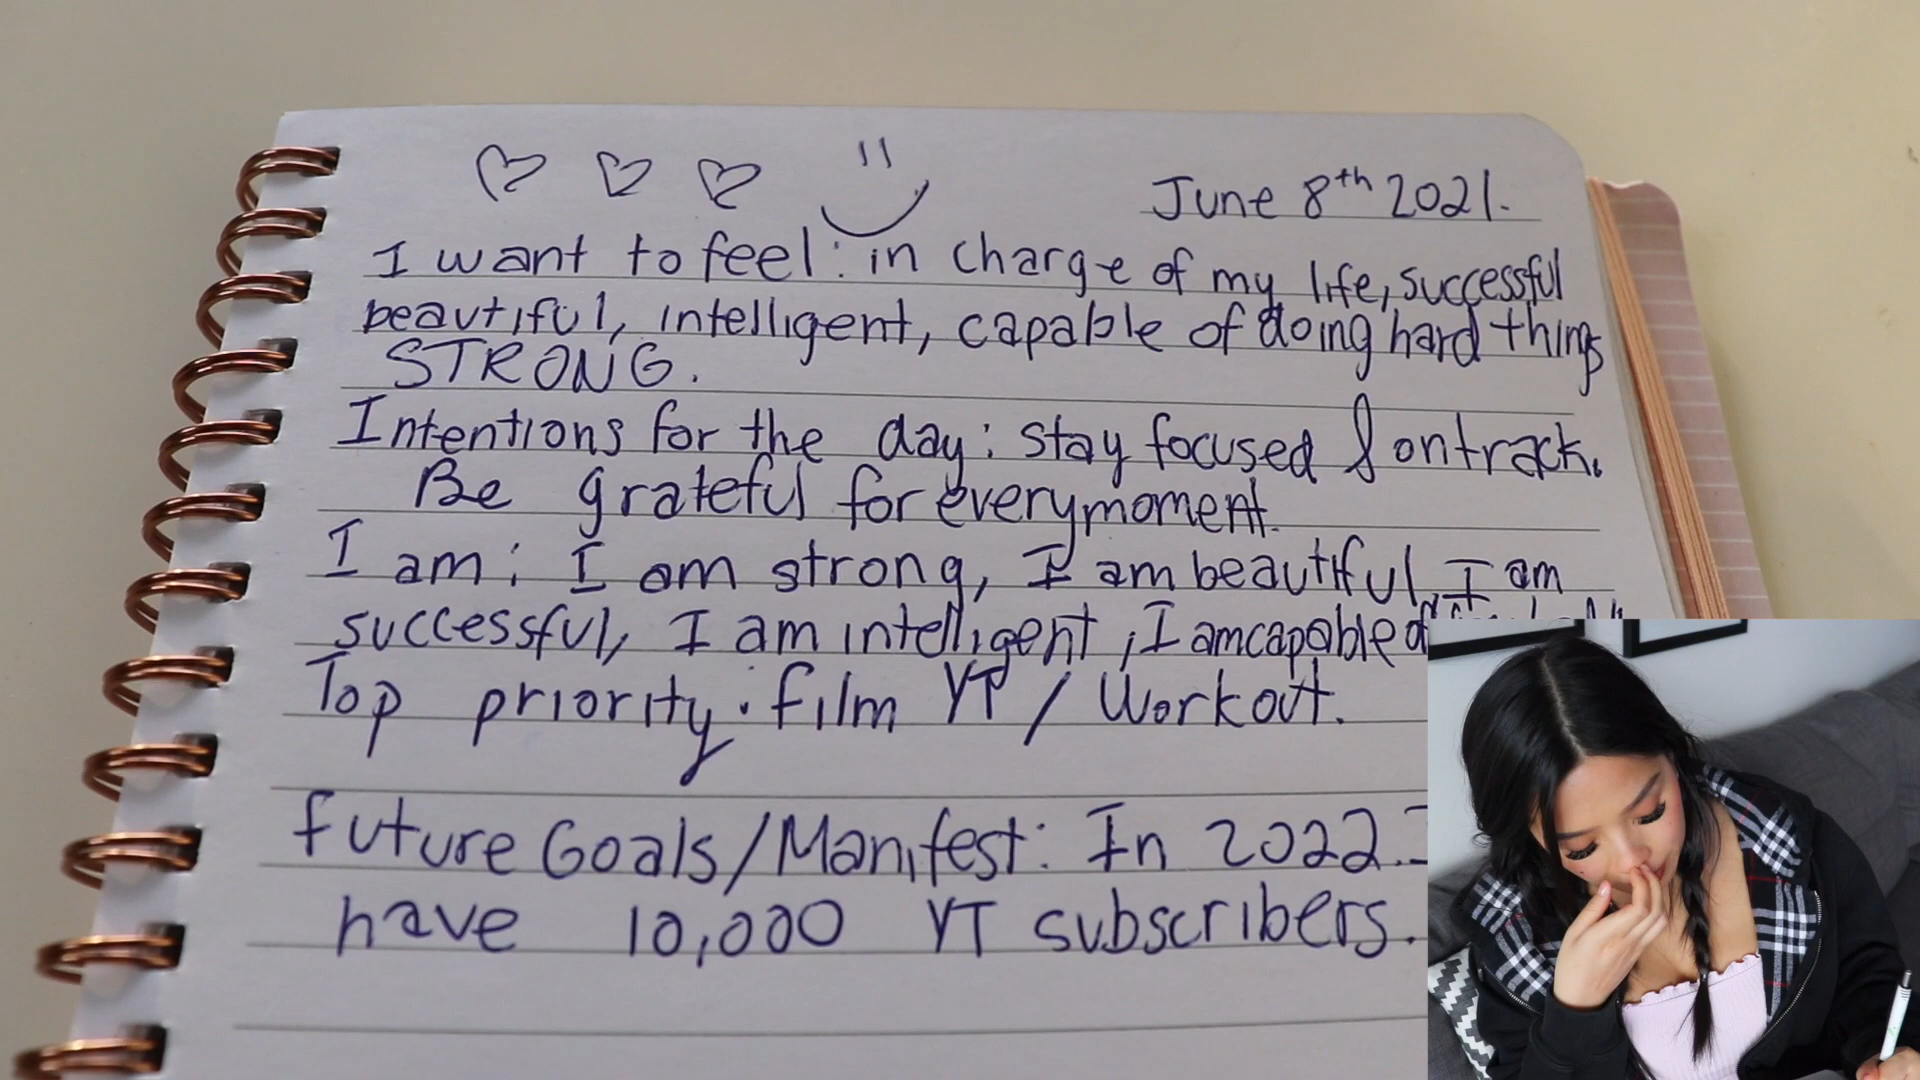 June 8th 2021.
I want to feel: in charge of my life, successful
beautiful, intelligent, capable of doing hard things
STRONG.
Intentions for the day: stay focused & on track.
Be grateful for every moment.
I am: I am strong, I am beautiful, I am
successful, I am intelligent, I am capable of
Top priority: film YT / Workout.
Future Goals/Manifest: In 2022
have 10,000 YT subscribers.